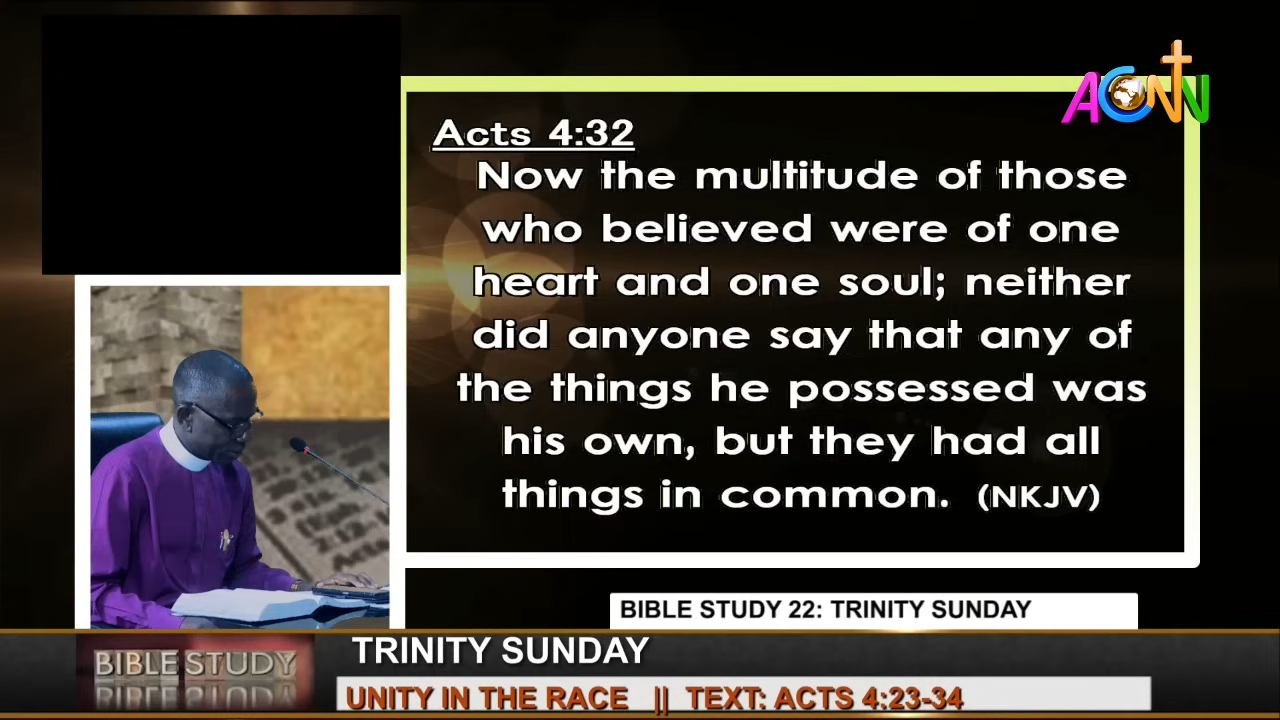 ACNN
Acts 4:32
Now the multitude of those
who believed were of one
heart and one soul; neither
did anyone say that any of
the things he possessed was
his own, but they had all
things in common. (NKJV)
BIBLE STUDY 22: TRINITY SUNDAY
TRINITY SUNDAY
BIBLE STUDY
UNITY IN THE RACE || TEXT: ACTS 4:23-34